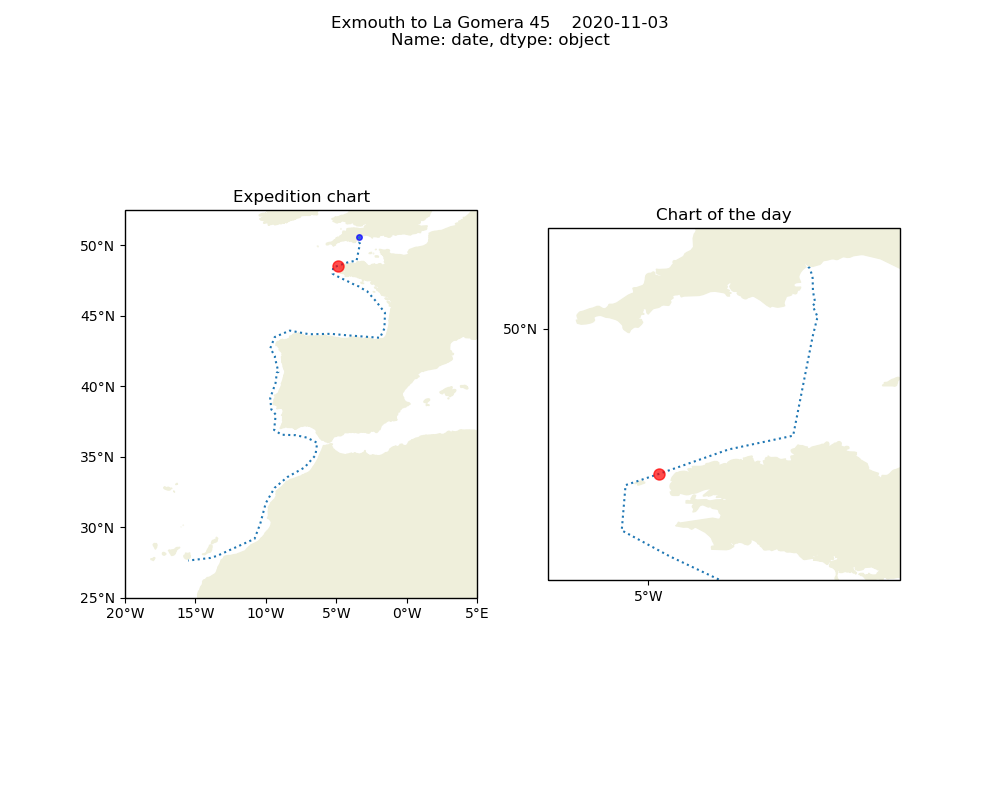 Exmouth to La Gomera 45    2020-11-03
Name: date, dtype: object
Expedition chart
50°N
45°N
40°N
35°N
30°N
25°N
20°W
15°W
10°W
5°W
0°W
5°E
Chart of the day
50°N
5°W